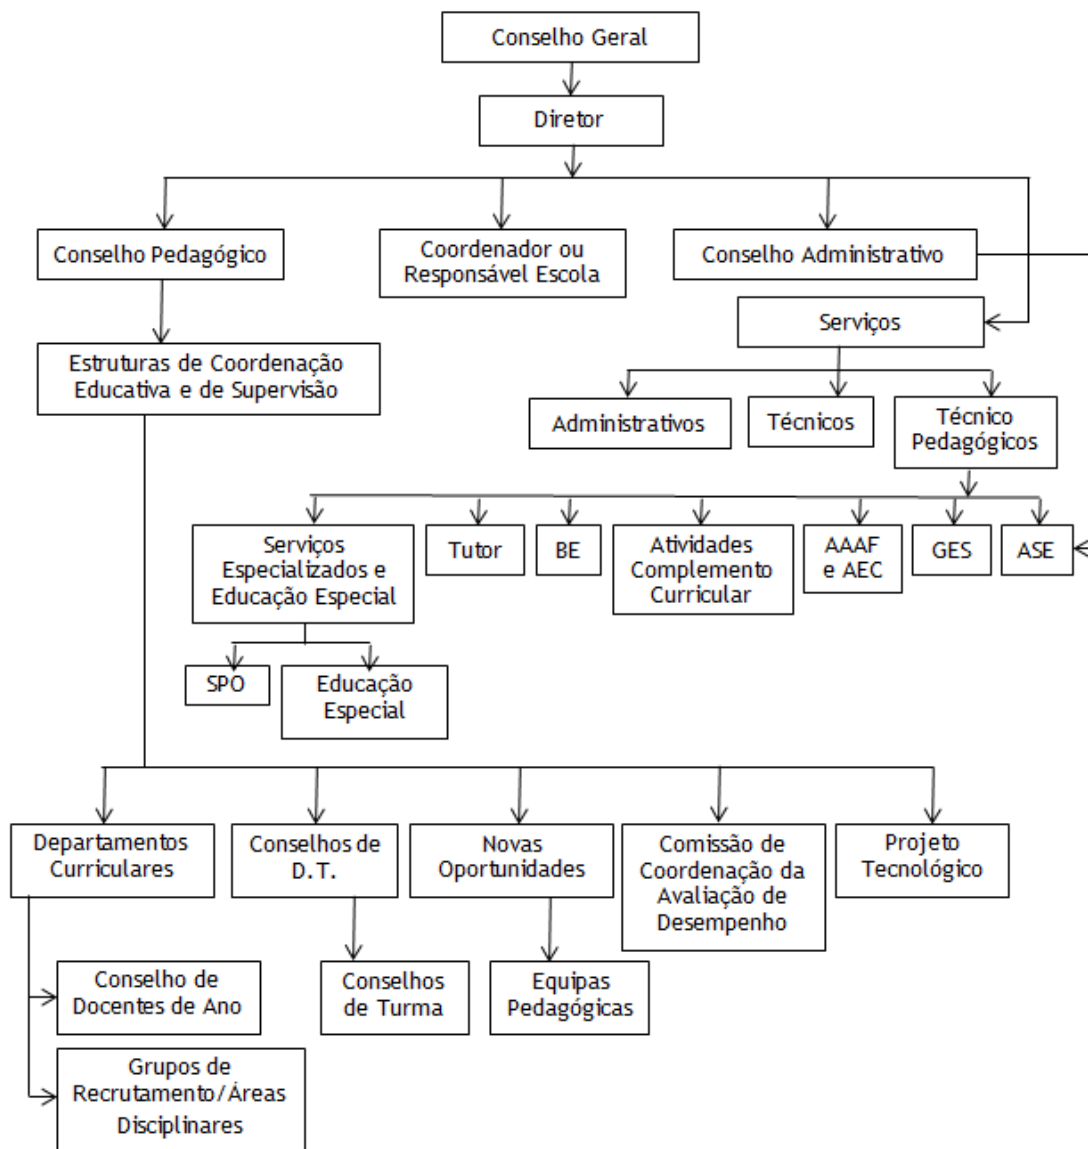 Conselho Geral
Diretor
Conselho Pedagógico
Coordenador ou
Responsável Escola
Conselho Administrativo
Serviços
Estruturas de Coordenação
Educativa e de Supervisão
Administrativos
Técnicos
Técnico
Pedagógicos
Serviços
Especializados e
Educação Especial
Tutor
BE
Atividades
Complemento
Curricular
AAAF
e AEC
GES
ASE
SPO
Educação
Especial
Departamentos
Curriculares
Conselhos de
D.T.
Novas
Oportunidades
Comissão de
Coordenação da
Avaliação de
Desempenho
Projeto
Tecnológico
Conselho de
Docentes de Ano
Conselhos
de Turma
Equipas
Pedagógicas
Grupos de
Recrutamento/Áreas
Disciplinares